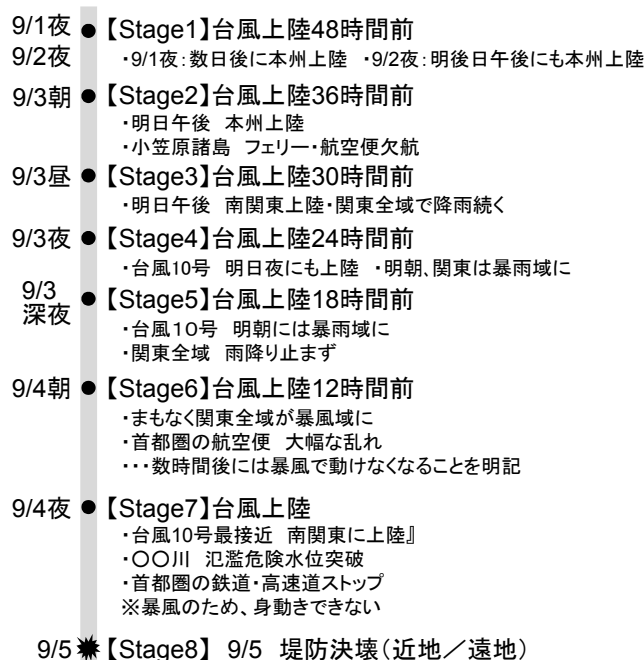 9/1夜 【Stage1】台風上陸48時間前
9/2夜 ・9/1夜:数日後に本州上陸 ・9/2夜:明後日午後にも本州上陸
9/3朝 【Stage2】台風上陸36時間前
・明日午後 本州上陸
・小笠原諸島 フェリー・航空便欠航
9/3昼 【Stage3】台風上陸30時間前
・明日午後 南関東上陸・関東全域で降雨続く
9/3夜 【Stage4】台風上陸24時間前
・台風10号 明日夜にも上陸 ・明朝、関東は暴雨域に
9/3
深夜 【Stage5】台風上陸18時間前
・台風10号 明朝には暴雨域に
・関東全域 雨降り止まず
9/4朝 【Stage6】台風上陸12時間前
・まもなく関東全域が暴風域に
・首都圏の航空便 大幅な乱れ
・・・数時間後には暴風で動けなくなることを明記
9/4夜 【Stage7】台風上陸
・台風10号最接近 南関東に上陸』
・〇〇川 氾濫危険水位突破
・首都圏の鉄道・高速道ストップ
※暴風のため、身動きできない
9/5 【Stage8】 9/5 堤防決壊(近地/遠地)